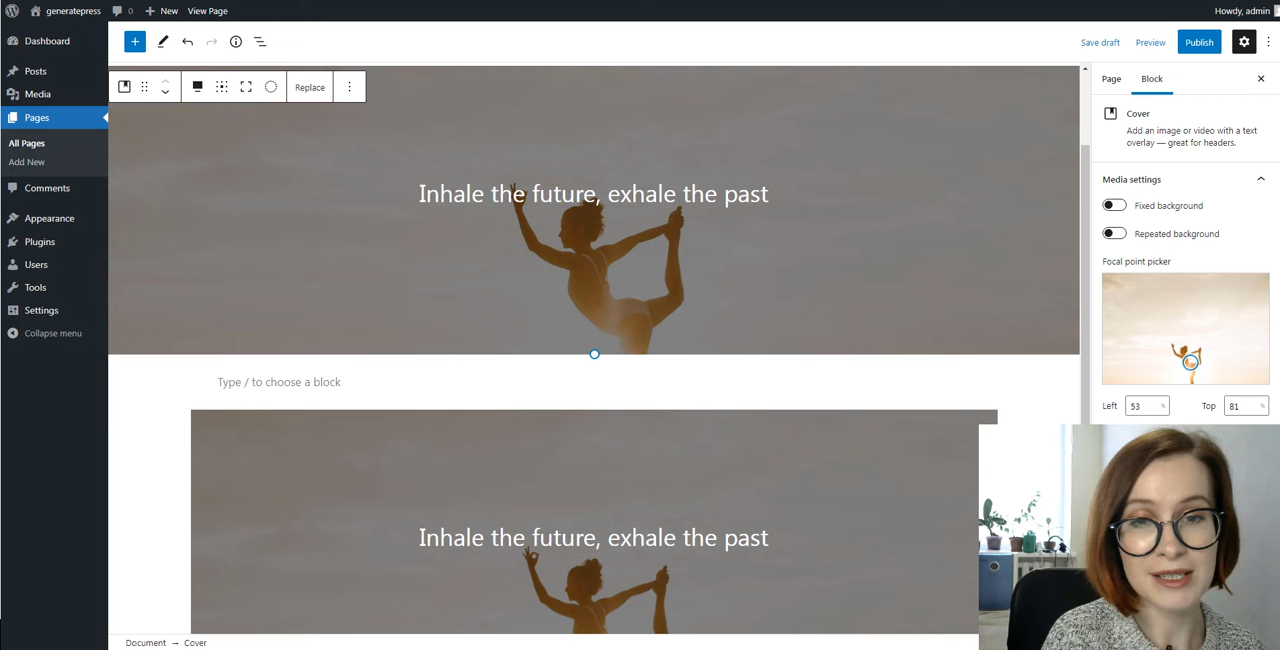 generatepress
0
New
View Page
Howdy, admin
Dashboard
Posts
Media
Pages
All Pages
Add New
Comments
Appearance
Plugins
Users
Tools
Settings
Collapse menu
Save draft
Preview
Publish
Replace
Inhale the future, exhale the past
Type / to choose a block
Inhale the future, exhale the past
Document → Cover
Page
Block
Cover
Add an image or video with a text
overlay — great for headers.
Media settings
Fixed background
Repeated background
Focal point picker
Left 53 %
Top 81 %